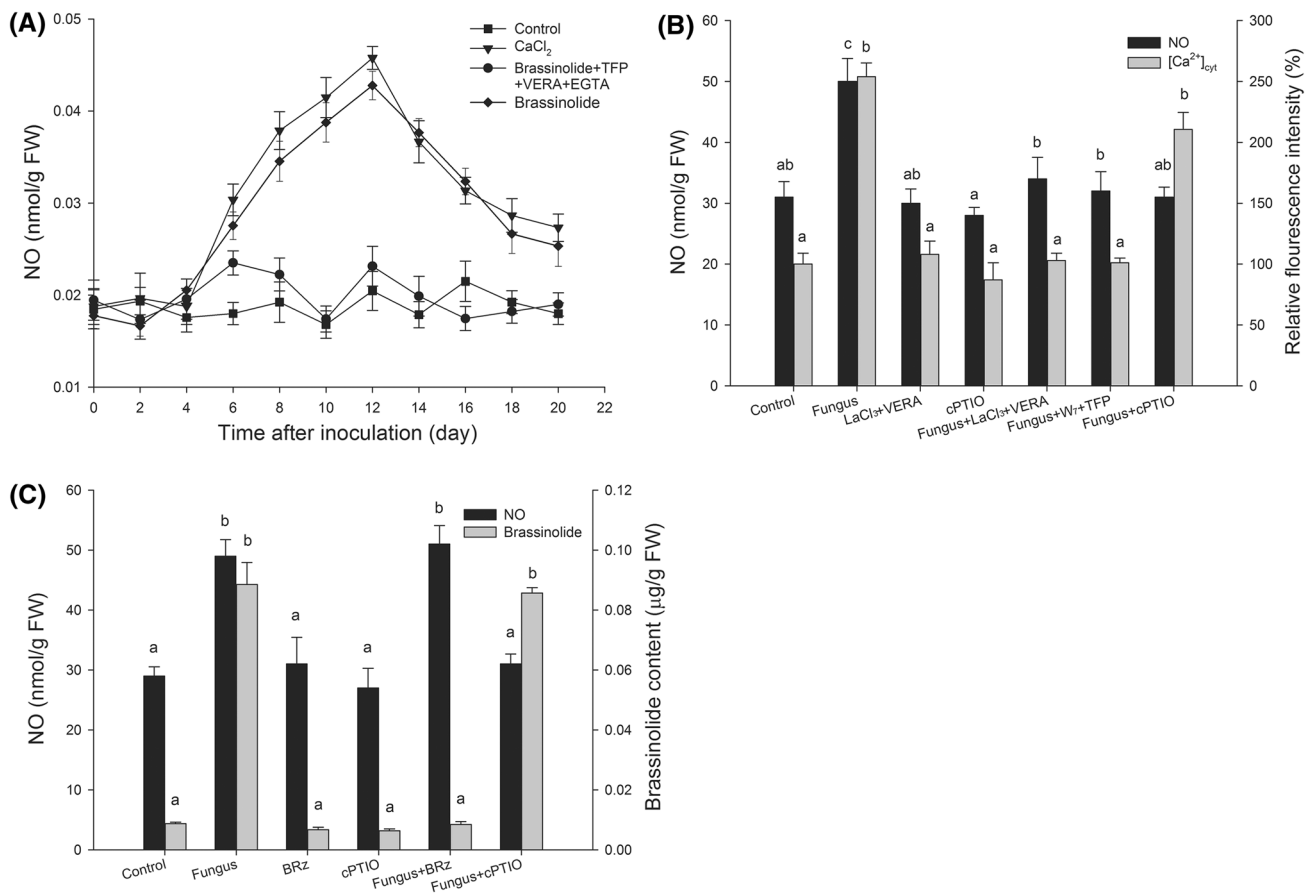 (A)
0.05
0.04
0.03
0.02
0.01
NO (nmol/g FW)
0 2 4 6 8 10 12 14 16 18 20 22
Time after inoculation (day)
Control
CaCl2
Brassinolide+TFP
+VERA+EGTA
Brassinolide
(B)
60
50
40
30
20
10
0
NO (nmol/g FW)
300
250
200
150
100
50
0
Relative flourescence intensity (%)
NO
[Ca2+]cyt
ab a c b ab a a a b a b a ab b
Control Fungus LaCl3+VERA cPTIO Fungus+LaCl3+VERA Fungus+W7+TFP Fungus+cPTIO
(C)
60
50
40
30
20
10
0
NO (nmol/g FW)
0.12
0.10
0.08
0.06
0.04
0.02
0.00
Brassinolide content (μg/g FW)
NO
Brassinolide
a a b b a a a a b a a b
Control Fungus BRz cPTIO Fungus+BRz Fungus+cPTIO